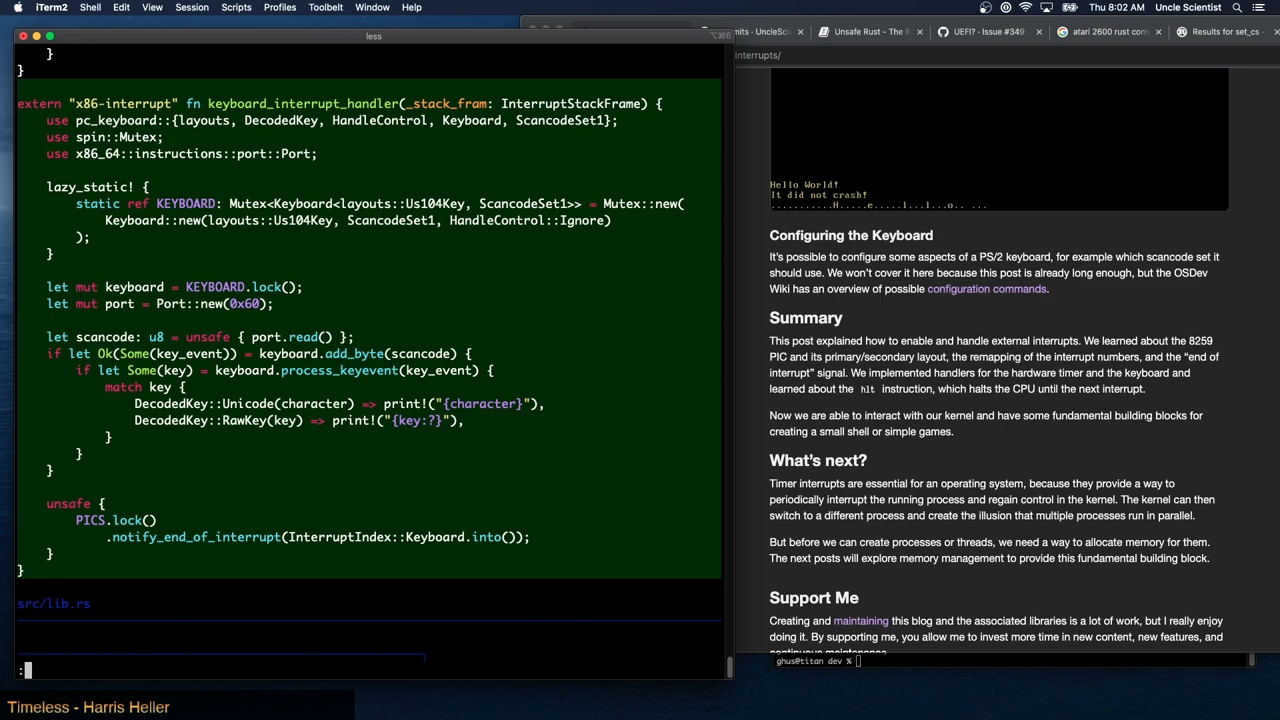 iTerm2 Shell Edit View Session Scripts Profiles Toolbelt Window Help
Thu 8:02 AM Uncle Scientist
less
⌥⌘6
mits · UncleSci
Unsafe Rust - The R
UEFI? · Issue #349
atari 2600 rust com
Results for set_cs
interrupts/
    }
}
extern "x86-interrupt" fn keyboard_interrupt_handler(_stack_fram: InterruptStackFrame) {
    use pc_keyboard::{layouts, DecodedKey, HandleControl, Keyboard, ScancodeSet1};
    use spin::Mutex;
    use x86_64::instructions::port::Port;
    lazy_static! {
        static ref KEYBOARD: Mutex<Keyboard<layouts::Us104Key, ScancodeSet1>> = Mutex::new(
            Keyboard::new(layouts::Us104Key, ScancodeSet1, HandleControl::Ignore)
        );
    }
    let mut keyboard = KEYBOARD.lock();
    let mut port = Port::new(0x60);
    let scancode: u8 = unsafe { port.read() };
    if let Ok(Some(key_event)) = keyboard.add_byte(scancode) {
        if let Some(key) = keyboard.process_keyevent(key_event) {
            match key {
                DecodedKey::Unicode(character) => print!("{character}"),
                DecodedKey::RawKey(key) => print!("{key:?}"),
            }
        }
    }
    unsafe {
        PICS.lock()
            .notify_end_of_interrupt(InterruptIndex::Keyboard.into());
    }
}
src/lib.rs
:
Hello World!
It did not crash!
..........H.....e.....l...l...o.. ...
Configuring the Keyboard
It's possible to configure some aspects of a PS/2 keyboard, for example which scancode set it
should use. We won't cover it here because this post is already long enough, but the OSDev
Wiki has an overview of possible configuration commands.
Summary
This post explained how to enable and handle external interrupts. We learned about the 8259
PIC and its primary/secondary layout, the remapping of the interrupt numbers, and the “end of
interrupt” signal. We implemented handlers for the hardware timer and the keyboard and
learned about the hlt instruction, which halts the CPU until the next interrupt.
Now we are able to interact with our kernel and have some fundamental building blocks for
creating a small shell or simple games.
What's next?
Timer interrupts are essential for an operating system, because they provide a way to
periodically interrupt the running process and regain control in the kernel. The kernel can then
switch to a different process and create the illusion that multiple processes run in parallel.
But before we can create processes or threads, we need a way to allocate memory for them.
The next posts will explore memory management to provide this fundamental building block.
Support Me
Creating and maintaining this blog and the associated libraries is a lot of work, but I really enjoy
doing it. By supporting me, you allow me to invest more time in new content, new features, and
continuous maintenance
ghus@titan dev %
Timeless - Harris Heller